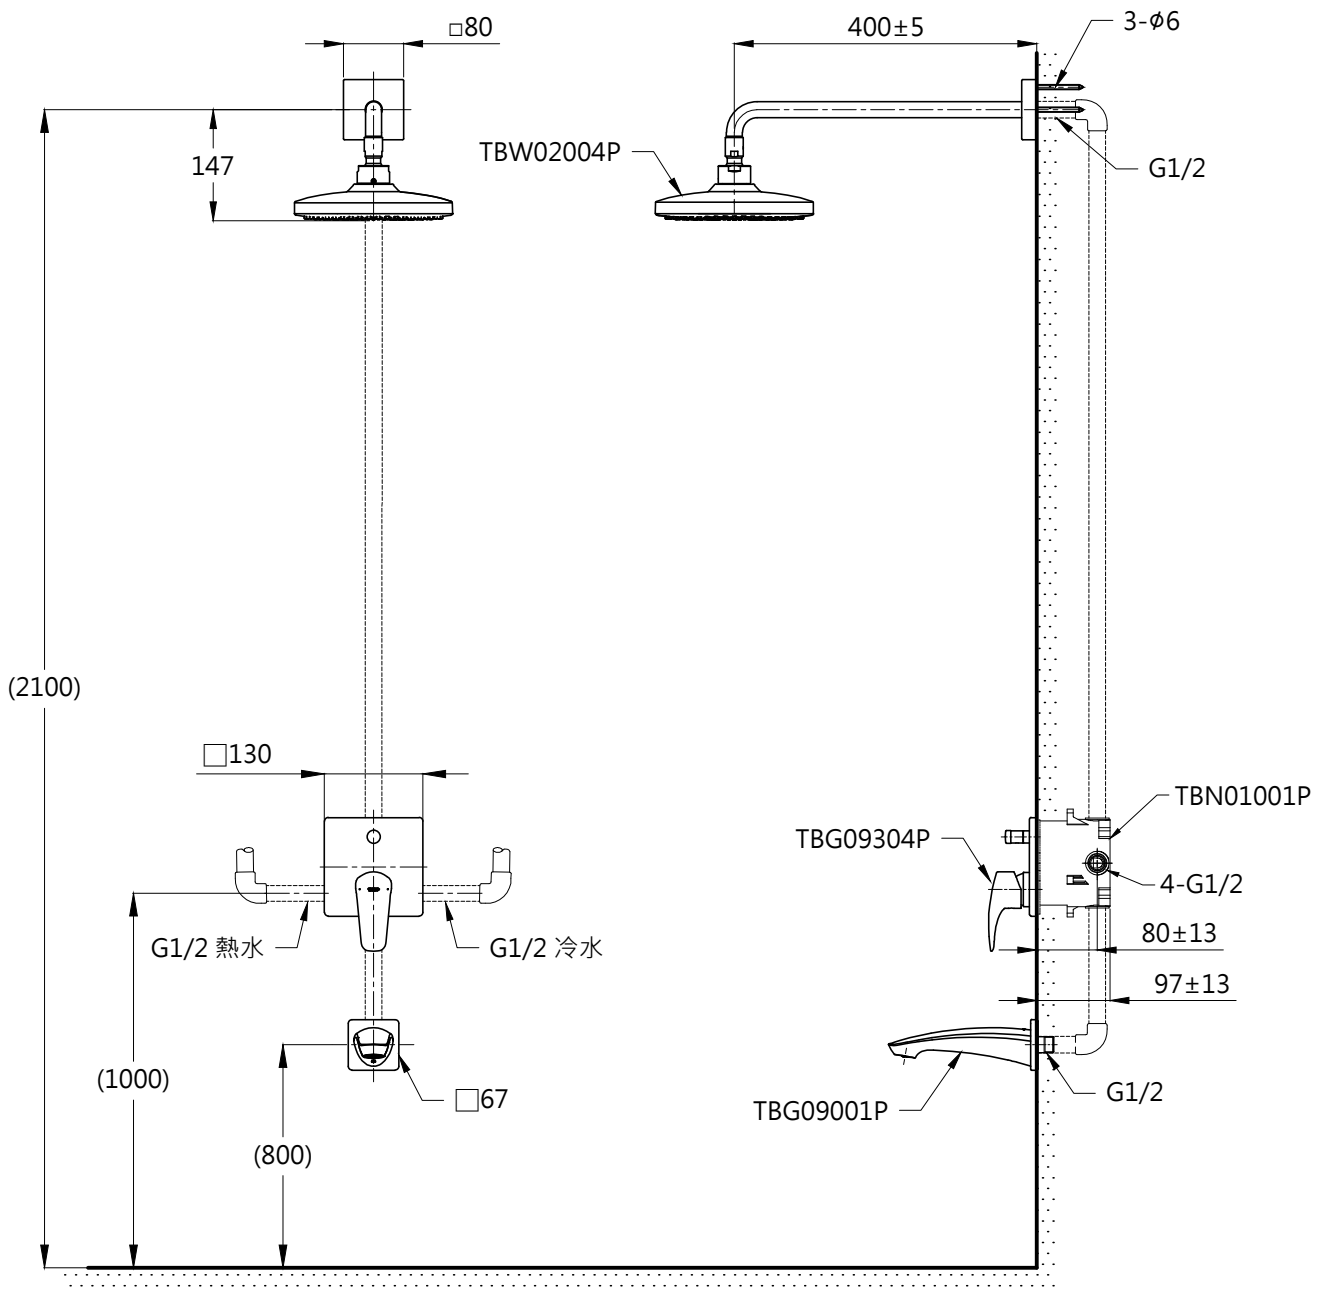 □80
400±5
3-φ6
147
TBW02004P
G1/2
(2100)
□130
TBN01001P
TBG09304P
4-G1/2
G1/2 熱水
G1/2 冷水
80±13
97±13
(1000)
□67
G1/2
TBG09001P
(800)